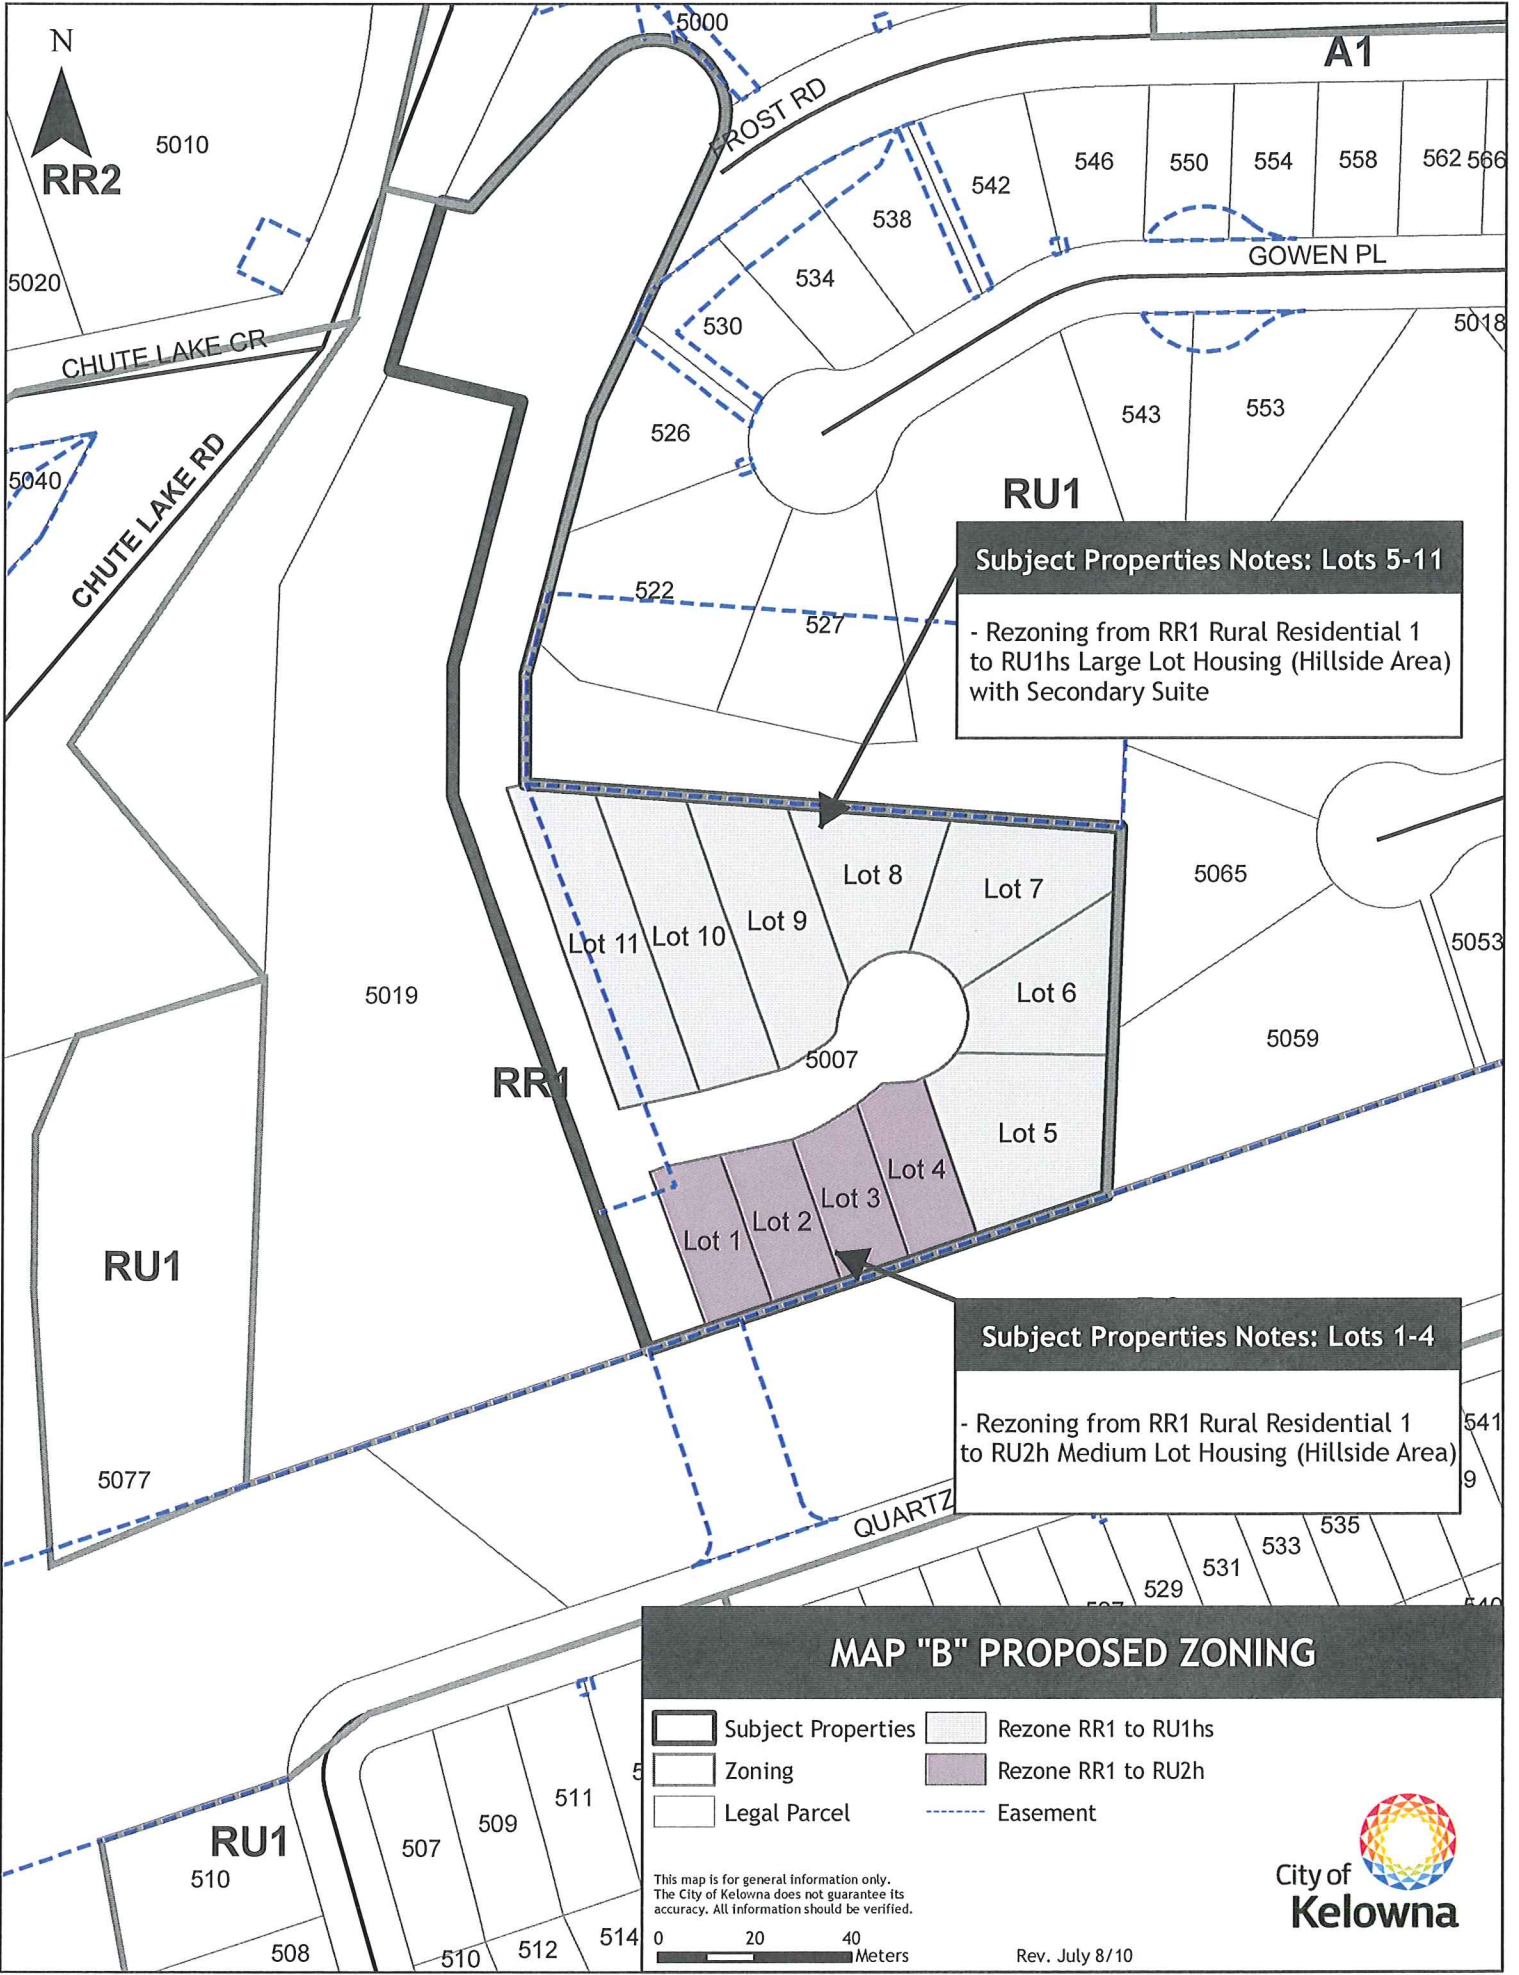 N
5000
A1
FROST RD
5010
RR2
546
550
554
558
562
566
542
538
GOWEN PL
5020
534
530
5018
CHUTE LAKE CR
543
553
526
5040
CHUTE LAKE RD
RU1
Subject Properties Notes: Lots 5-11
- Rezoning from RR1 Rural Residential 1
to RU1hs Large Lot Housing (Hillside Area)
with Secondary Suite
522
527
Lot 8
Lot 7
5065
Lot 9
Lot 10
Lot 11
5053
5019
Lot 6
5059
5007
RR1
Lot 5
Lot 4
Lot 3
Lot 2
Lot 1
RU1
Subject Properties Notes: Lots 1-4
- Rezoning from RR1 Rural Residential 1
to RU2h Medium Lot Housing (Hillside Area)
541
9
5077
QUARTZ
535
533
531
529
MAP "B" PROPOSED ZONING
Subject Properties
Rezone RR1 to RU1hs
Zoning
Rezone RR1 to RU2h
Legal Parcel
Easement
511
509
507
RU1
510
508
510
512
514
This map is for general information only.
The City of Kelowna does not guarantee its
accuracy. All information should be verified.
0 20 40
Meters
Rev. July 8/10
City of
Kelowna